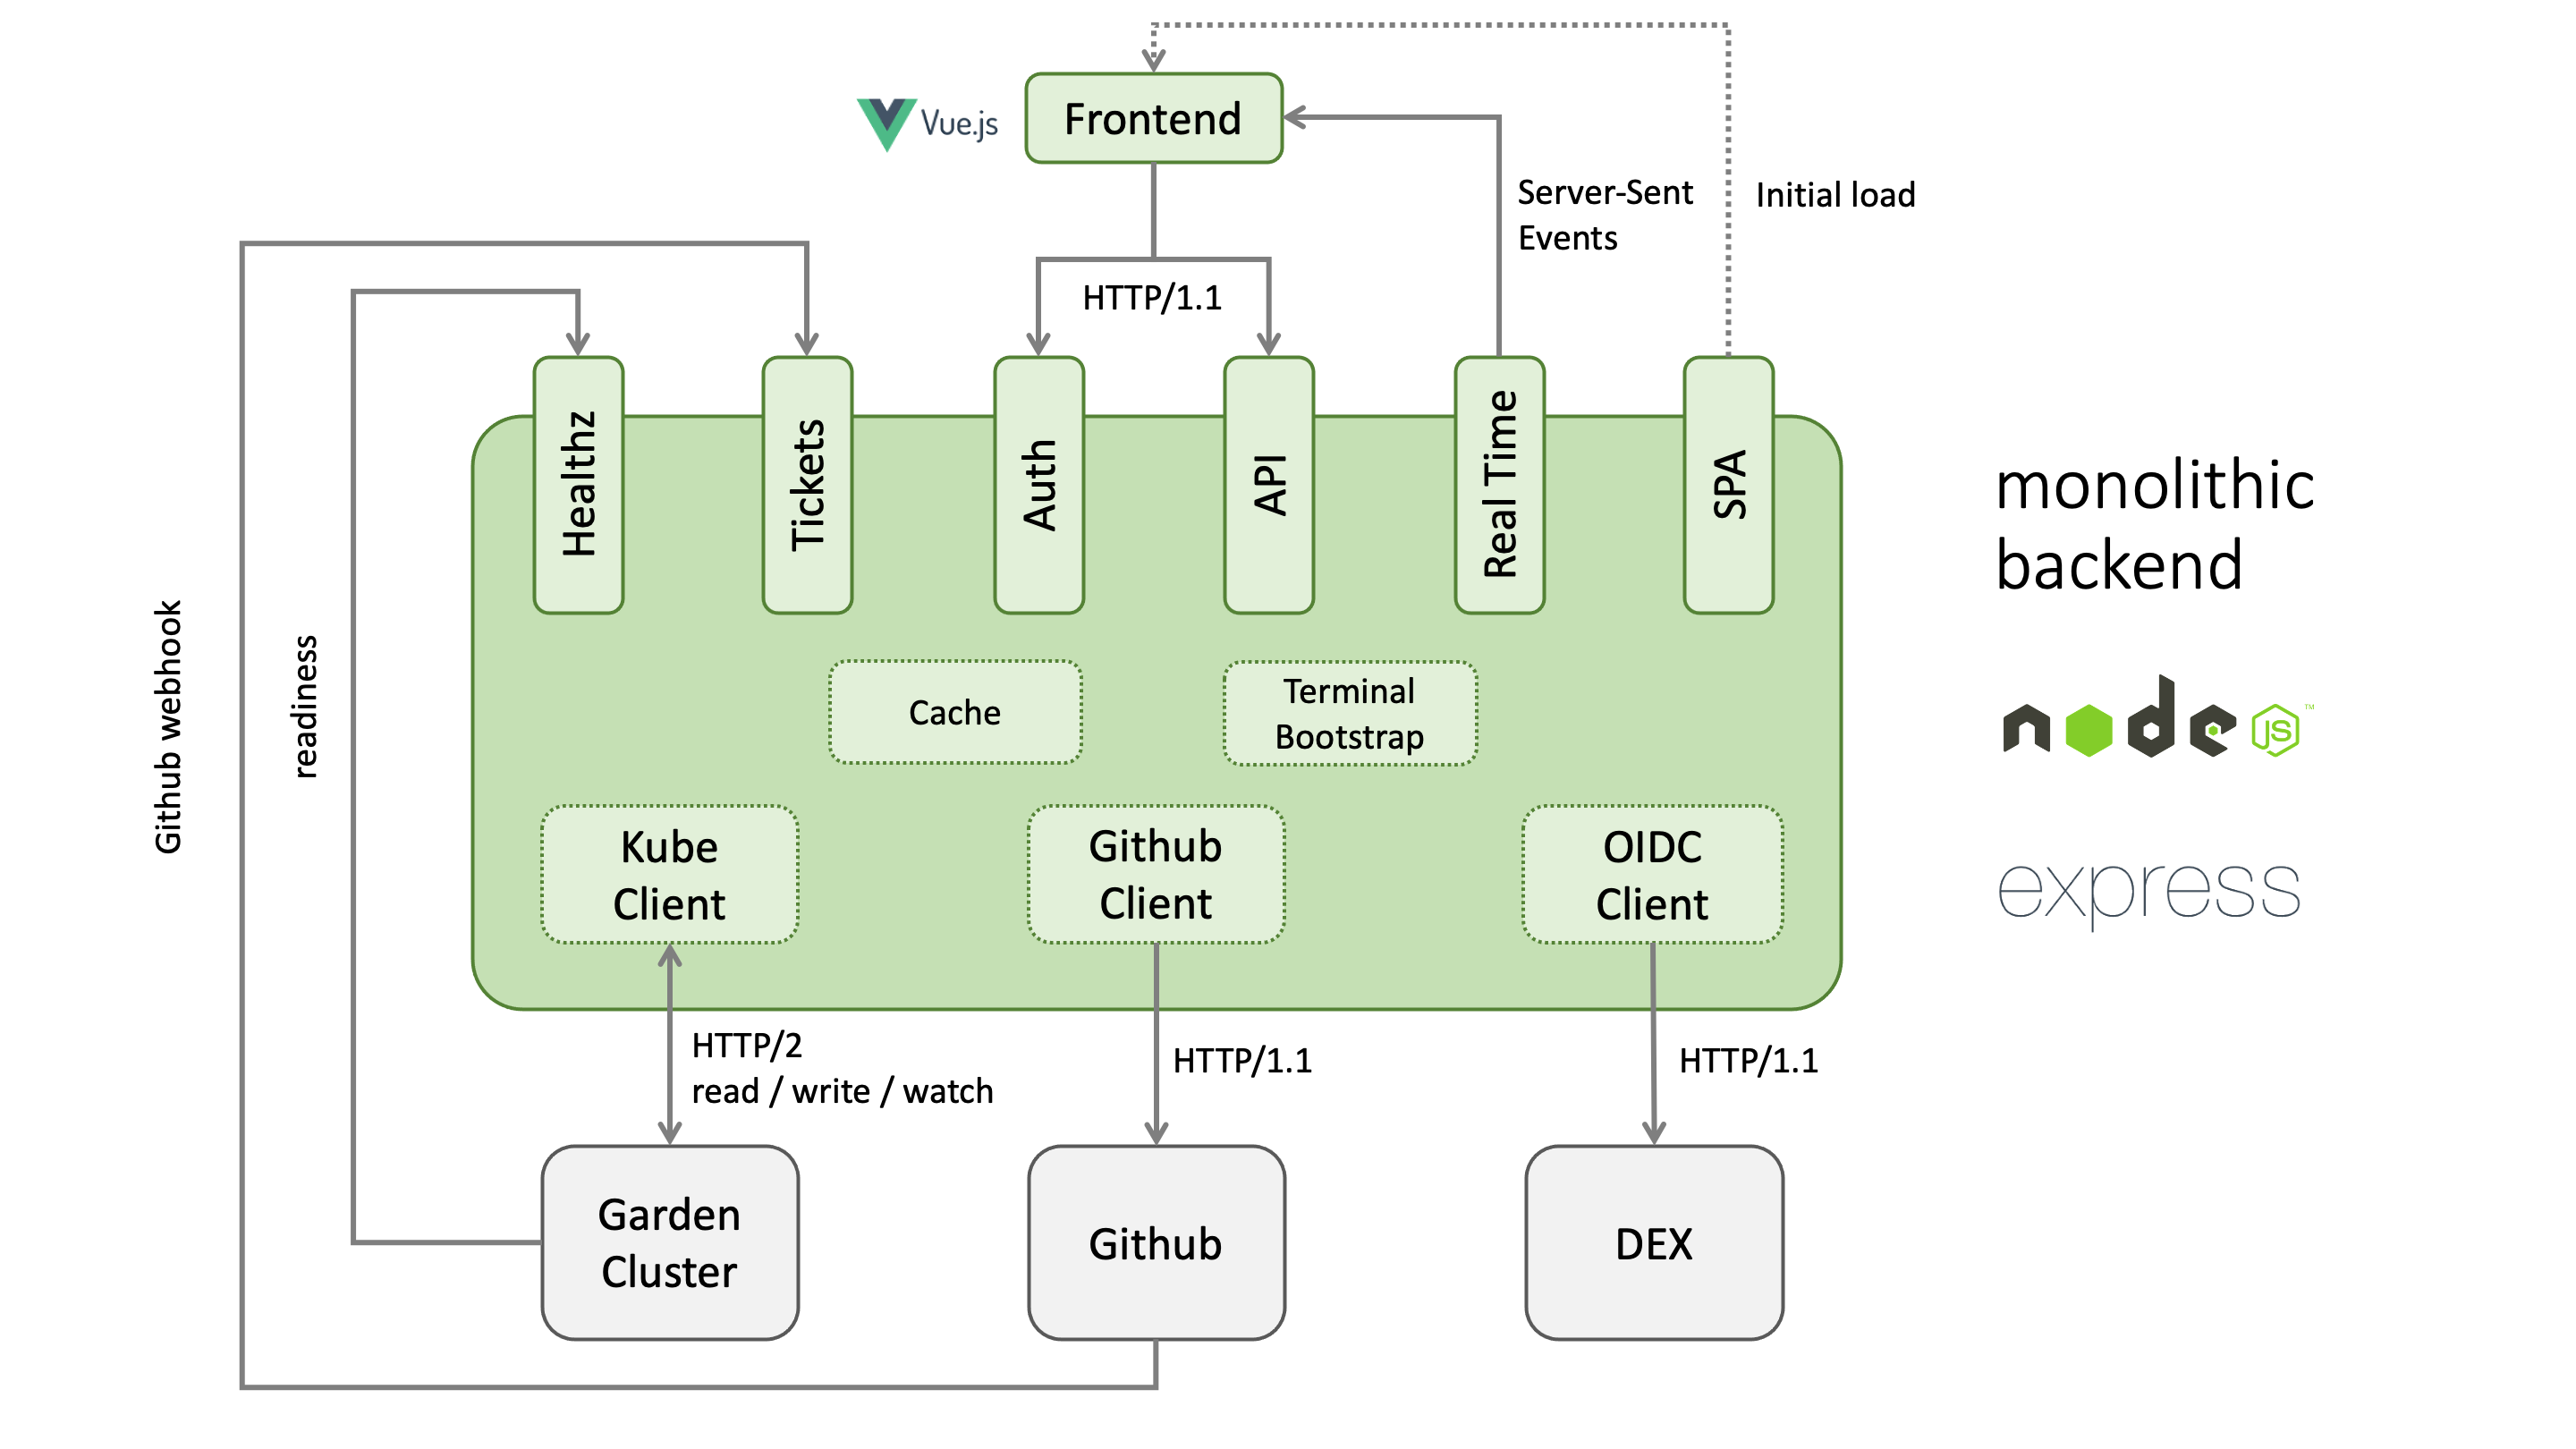 Vue.js
Frontend
Server-Sent
Events
Initial load
HTTP/1.1
Github webhook
readiness
Healthz
Tickets
Auth
API
Real Time
SPA
monolithic
backend
Cache
Terminal
Bootstrap
node JS™
Kube
Client
Github
Client
OIDC
Client
express
HTTP/2
read / write / watch
HTTP/1.1
HTTP/1.1
Garden
Cluster
Github
DEX